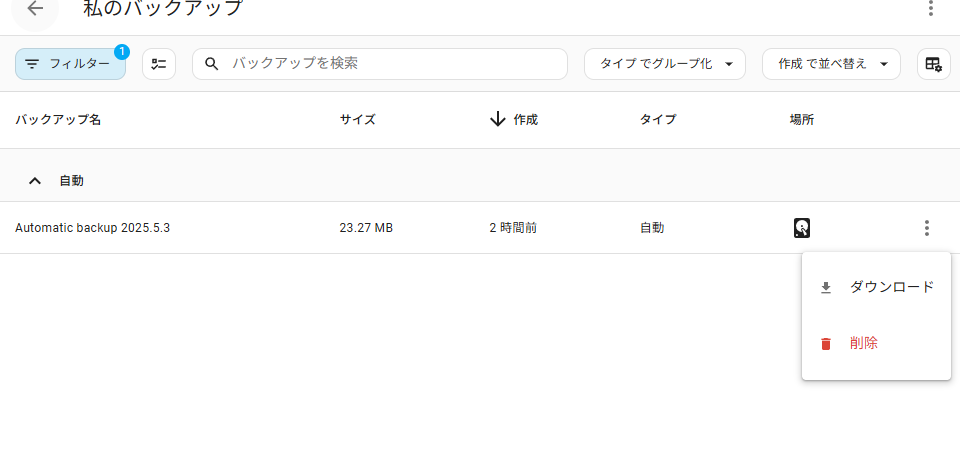 私のバックアップ
フィルター 1 バックアップを検索 タイプ でグループ化 作成 で並べ替え
バックアップ名 サイズ 作成 タイプ 場所
自動
Automatic backup 2025.5.3 23.27 MB 2 時間前 自動
ダウンロード
削除